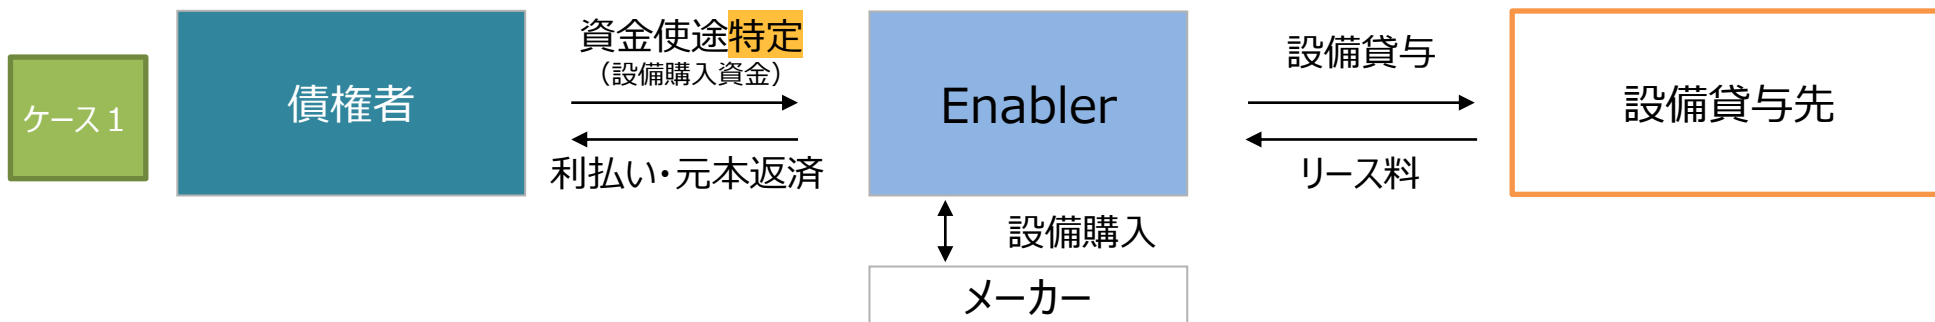 ケース１
債権者
資金使途特定
（設備購入資金）
利払い・元本返済
Enabler
設備貸与
リース料
設備貸与先
設備購入
メーカー